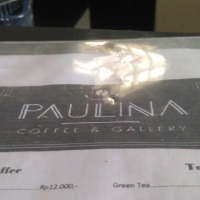 PAULINA
COFFEE & GALLERY
ffee
Rp12.000,-
Green Tea